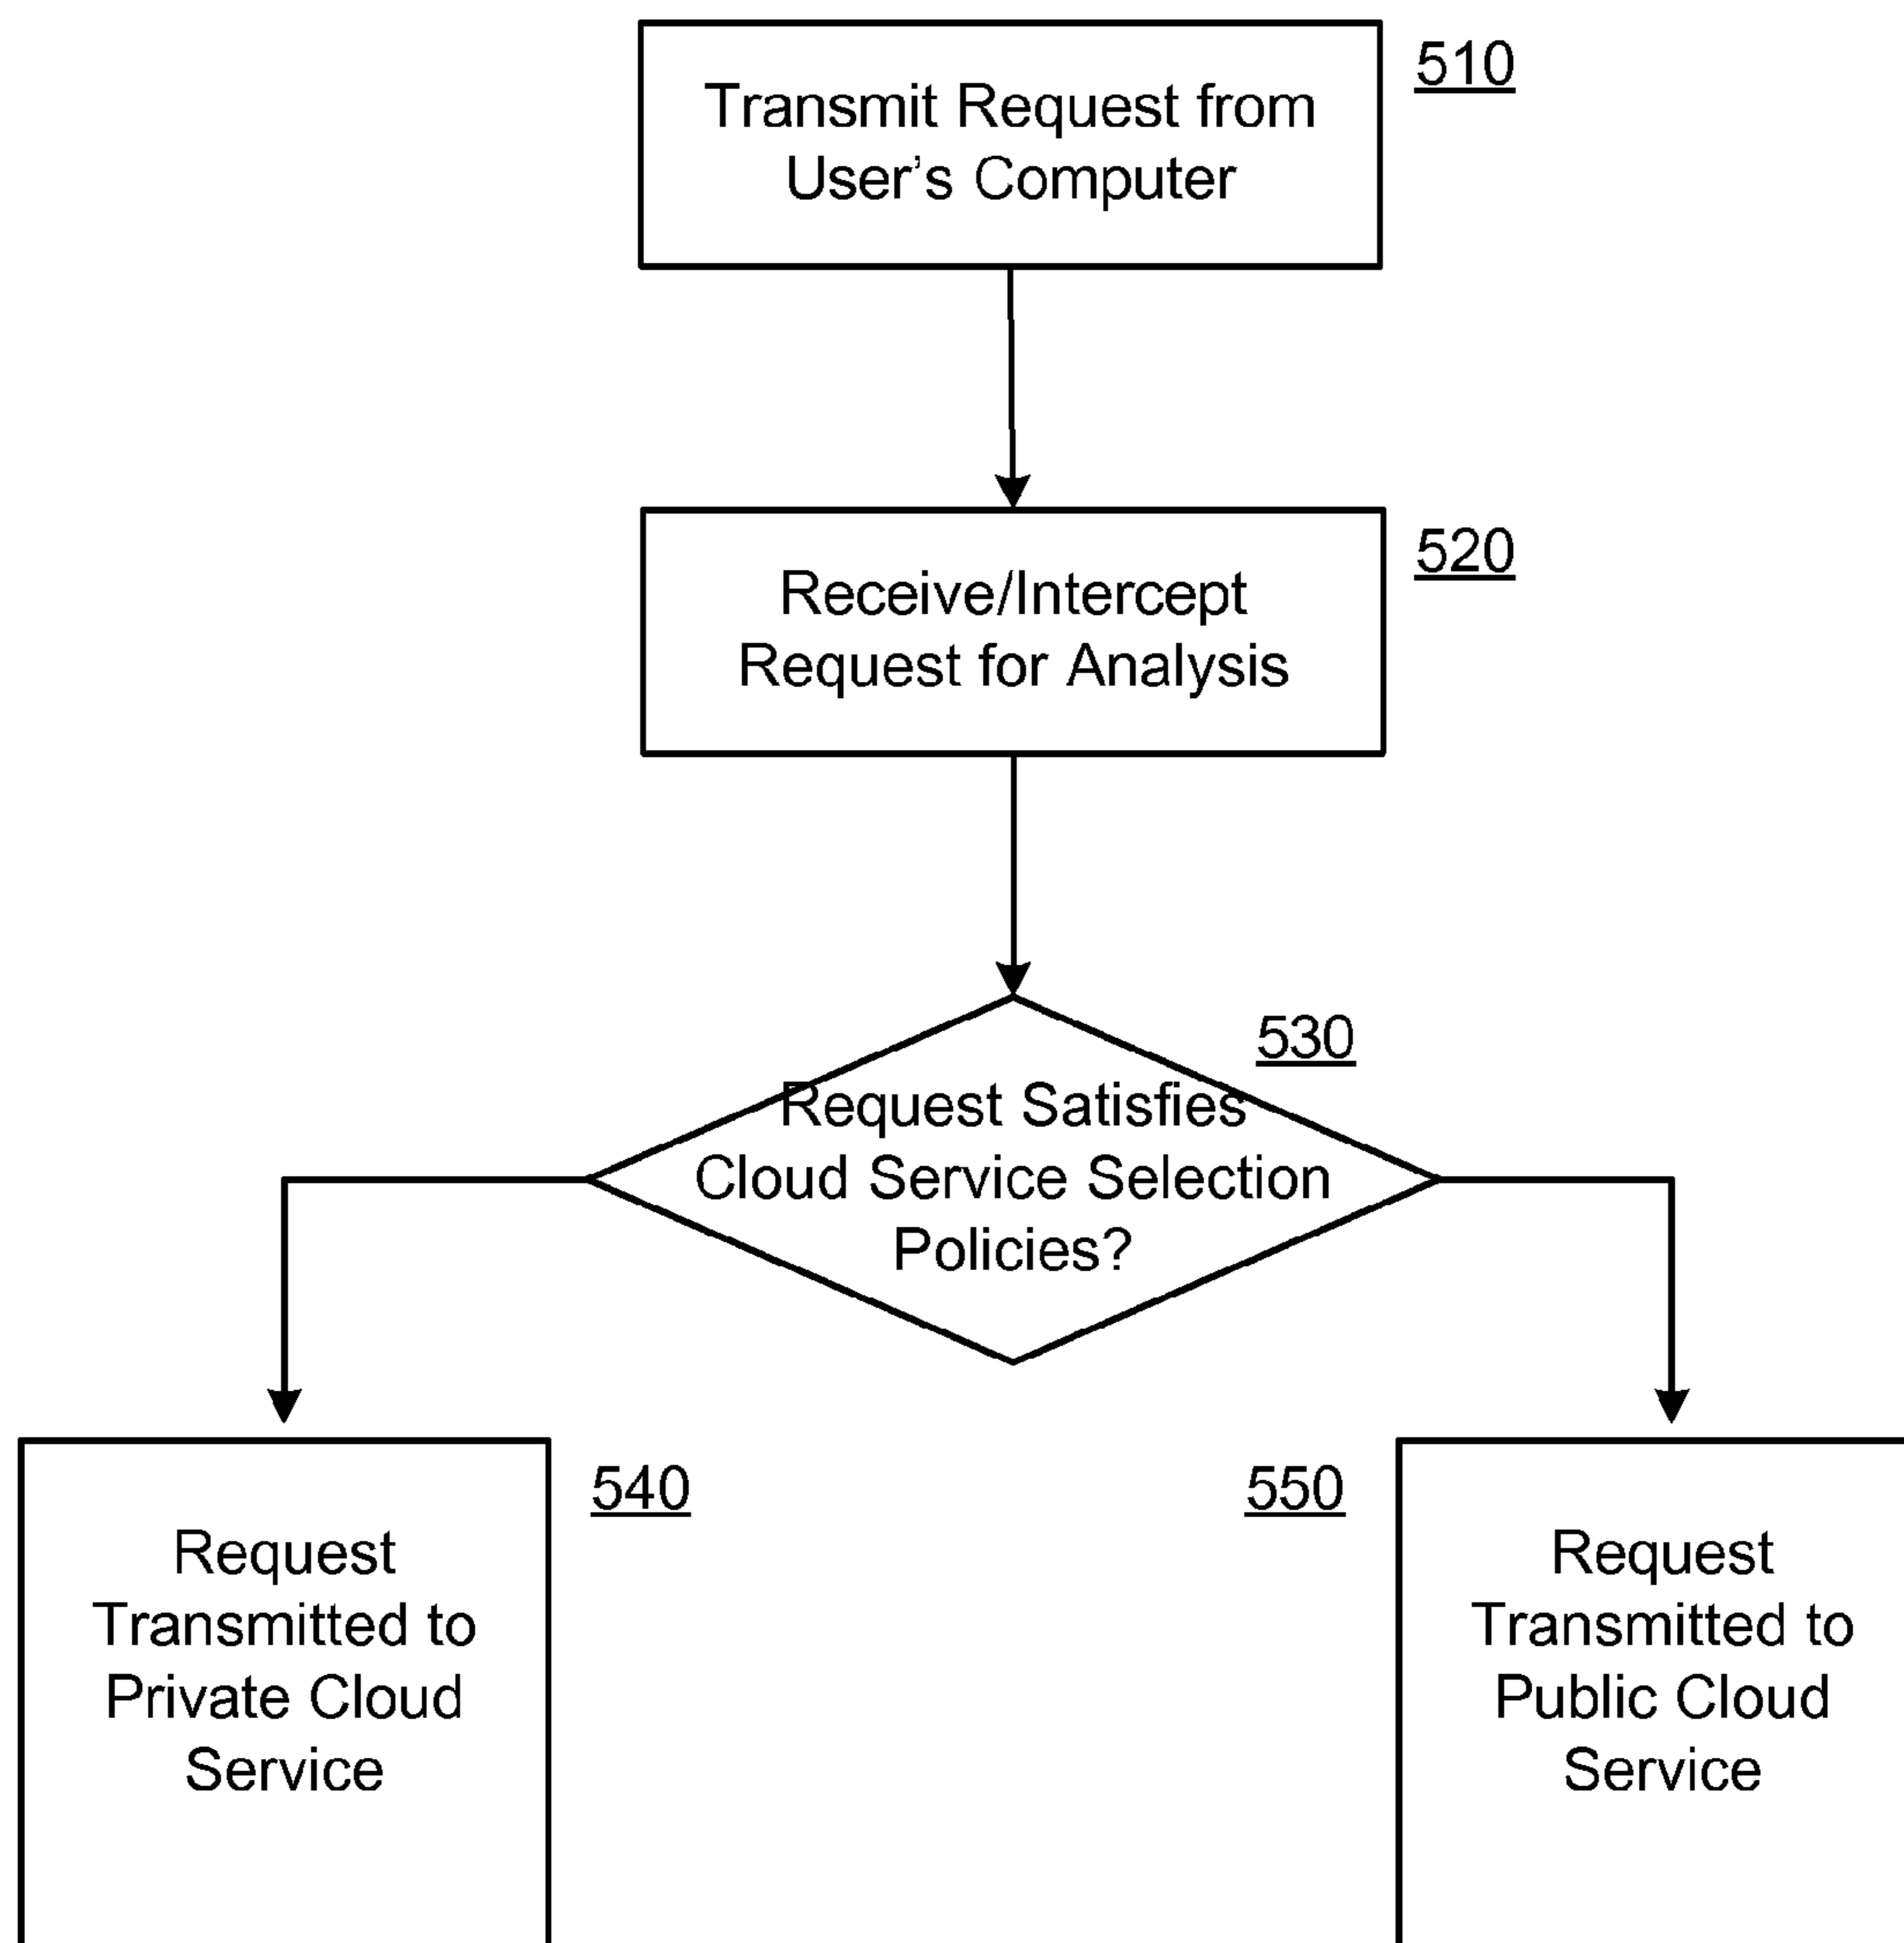 Transmit Request from
User's Computer
510
Receive/Intercept
Request for Analysis
520
530
Request Satisfies
Cloud Service Selection
Policies?
540
Request
Transmitted to
Private Cloud
Service
550
Request
Transmitted to
Public Cloud
Service